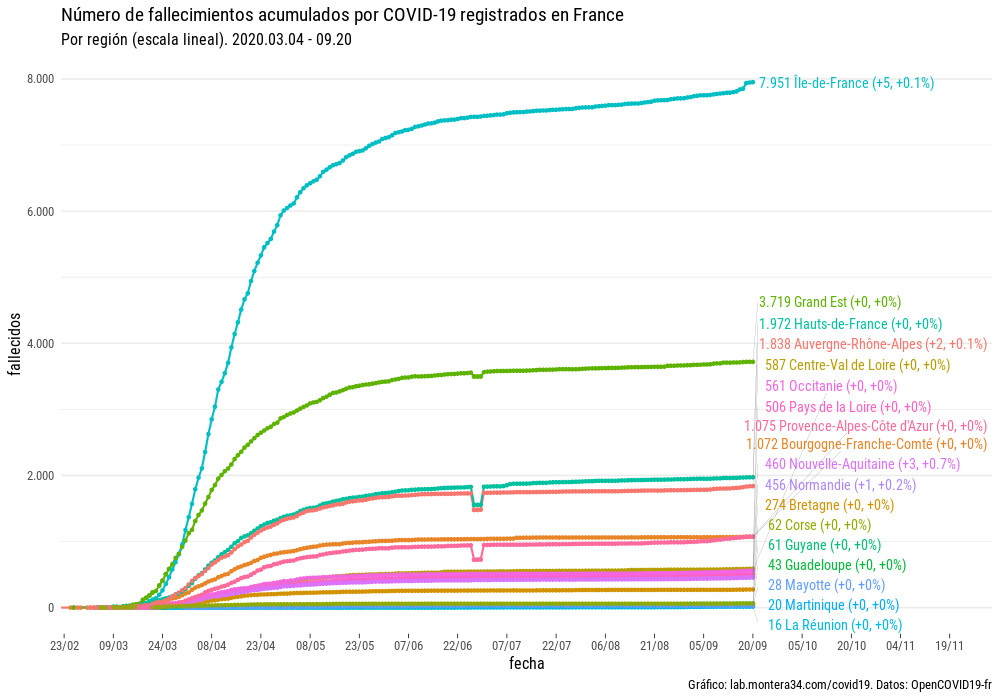 Número de fallecimientos acumulados por COVID-19 registrados en France
Por región (escala lineal). 2020.03.04 - 09.20
8.000
7.951 Île-de-France (+5, +0.1%)
6.000
3.719 Grand Est (+0, +0%)
1.972 Hauts-de-France (+0, +0%)
4.000
1.838 Auvergne-Rhône-Alpes (+2, +0.1%)
587 Centre-Val de Loire (+0, +0%)
561 Occitanie (+0, +0%)
506 Pays de la Loire (+0, +0%)
1.075 Provence-Alpes-Côte d'Azur (+0, +0%)
1.072 Bourgogne-Franche-Comté (+0, +0%)
460 Nouvelle-Aquitaine (+3, +0.7%)
2.000
456 Normandie (+1, +0.2%)
274 Bretagne (+0, +0%)
62 Corse (+0, +0%)
61 Guyane (+0, +0%)
43 Guadeloupe (+0, +0%)
28 Mayotte (+0, +0%)
20 Martinique (+0, +0%)
0
16 La Réunion (+0, +0%)
fallecidos
23/02 09/03 24/03 08/04 23/04 08/05 23/05 07/06 22/06 07/07 22/07 06/08 21/08 05/09 20/09 05/10 20/10 04/11 19/11
fecha
Gráfico: lab.montera34.com/covid19. Datos: OpenCOVID19-fr